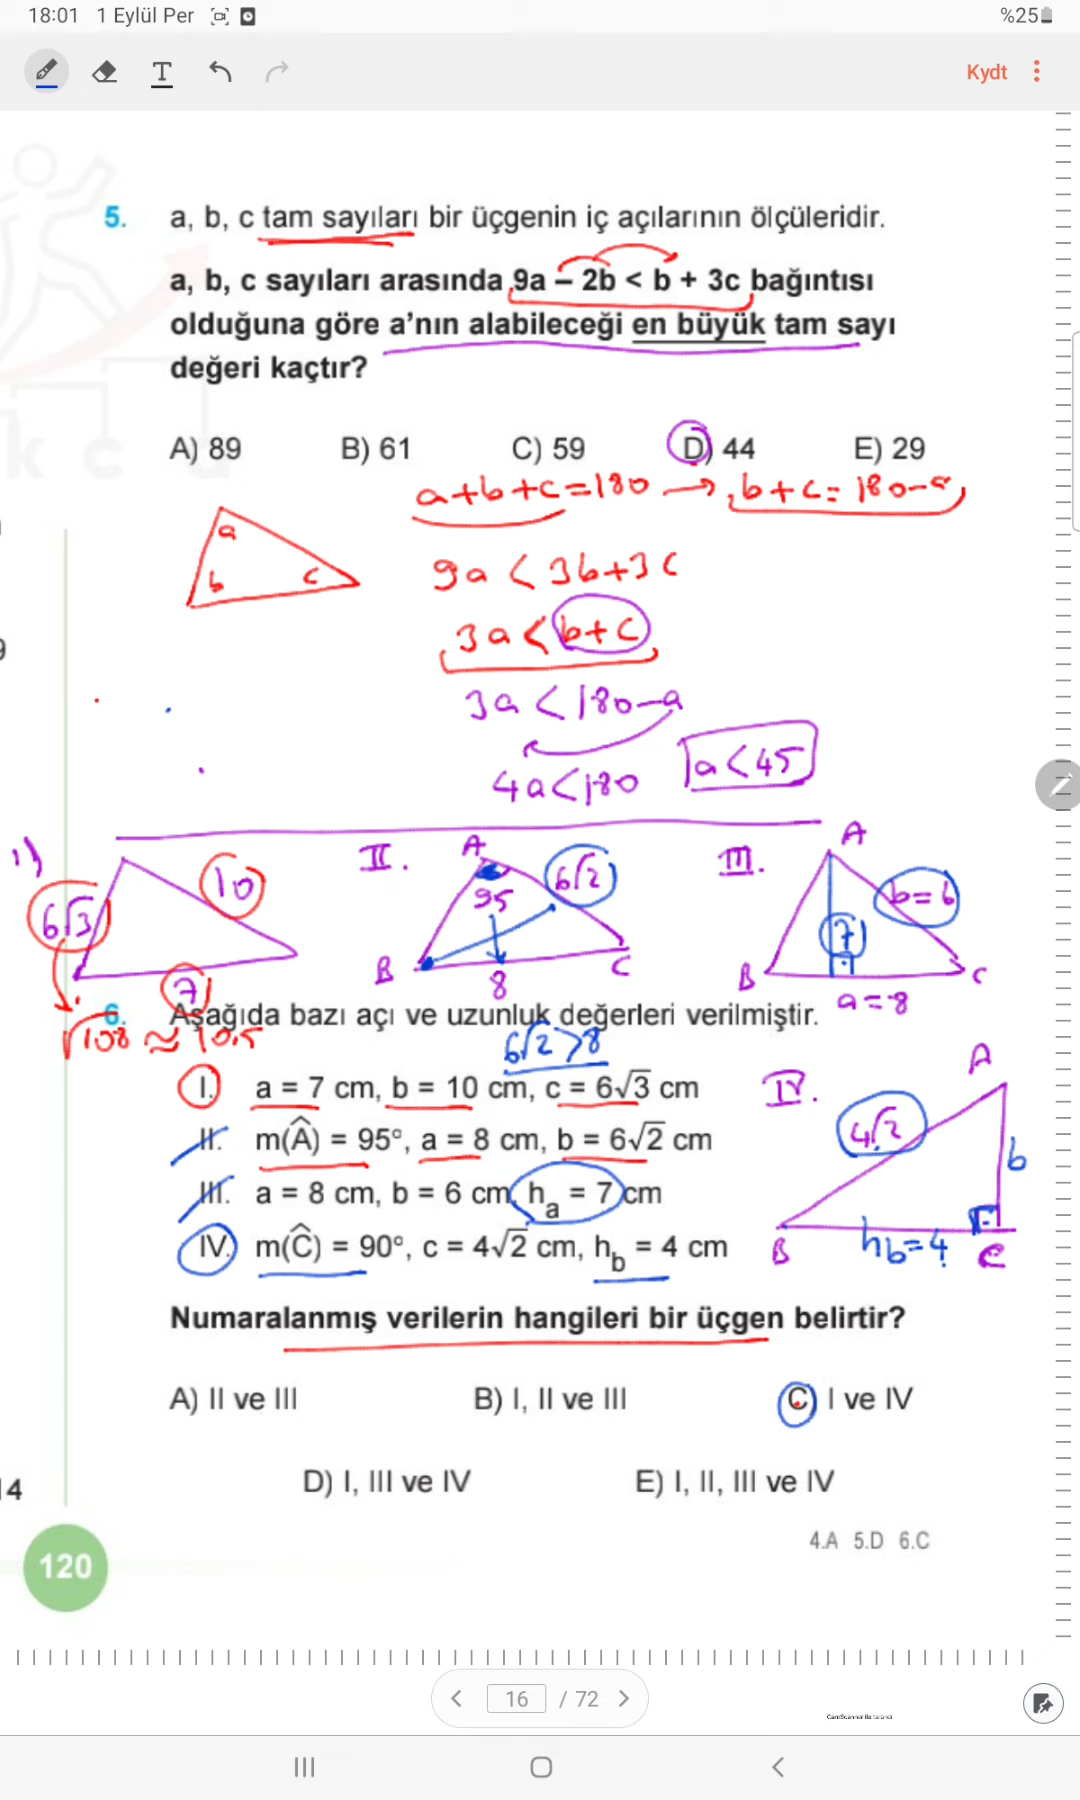 18:01 1 Eylül Per %25
T Kydt
5. a, b, c tam sayıları bir üçgenin iç açılarının ölçüleridir.
a, b, c sayıları arasında 9a – 2b < b + 3c bağıntısı
olduğuna göre a'nın alabileceği en büyük tam sayı
değeri kaçtır?
A) 89 B) 61 C) 59 D) 44 E) 29
a+b+c=180 → b+c=180-a
a b c
9a < 3b+3c
3a < b+c
3a < 180-a
4a < 180 a < 45
1) 6√3 10 7
√108 ≈ 10,5
II. A 95 6√2 B 8 C
6√2 > 8
III. A b=6 7 B C a=8
6. Aşağıda bazı açı ve uzunluk değerleri verilmiştir.
I. a = 7 cm, b = 10 cm, c = 6√3 cm
II. m(Â) = 95°, a = 8 cm, b = 6√2 cm
III. a = 8 cm, b = 6 cm, hₐ = 7 cm
IV. m(Ĉ) = 90°, c = 4√2 cm, h_b = 4 cm
IV. A 4√2 b B hb=4 C
Numaralanmış verilerin hangileri bir üçgen belirtir?
A) II ve III B) I, II ve III C) I ve IV
D) I, III ve IV E) I, II, III ve IV
14
4.A 5.D 6.C
120
16 / 72
CamScanner ile tarandı